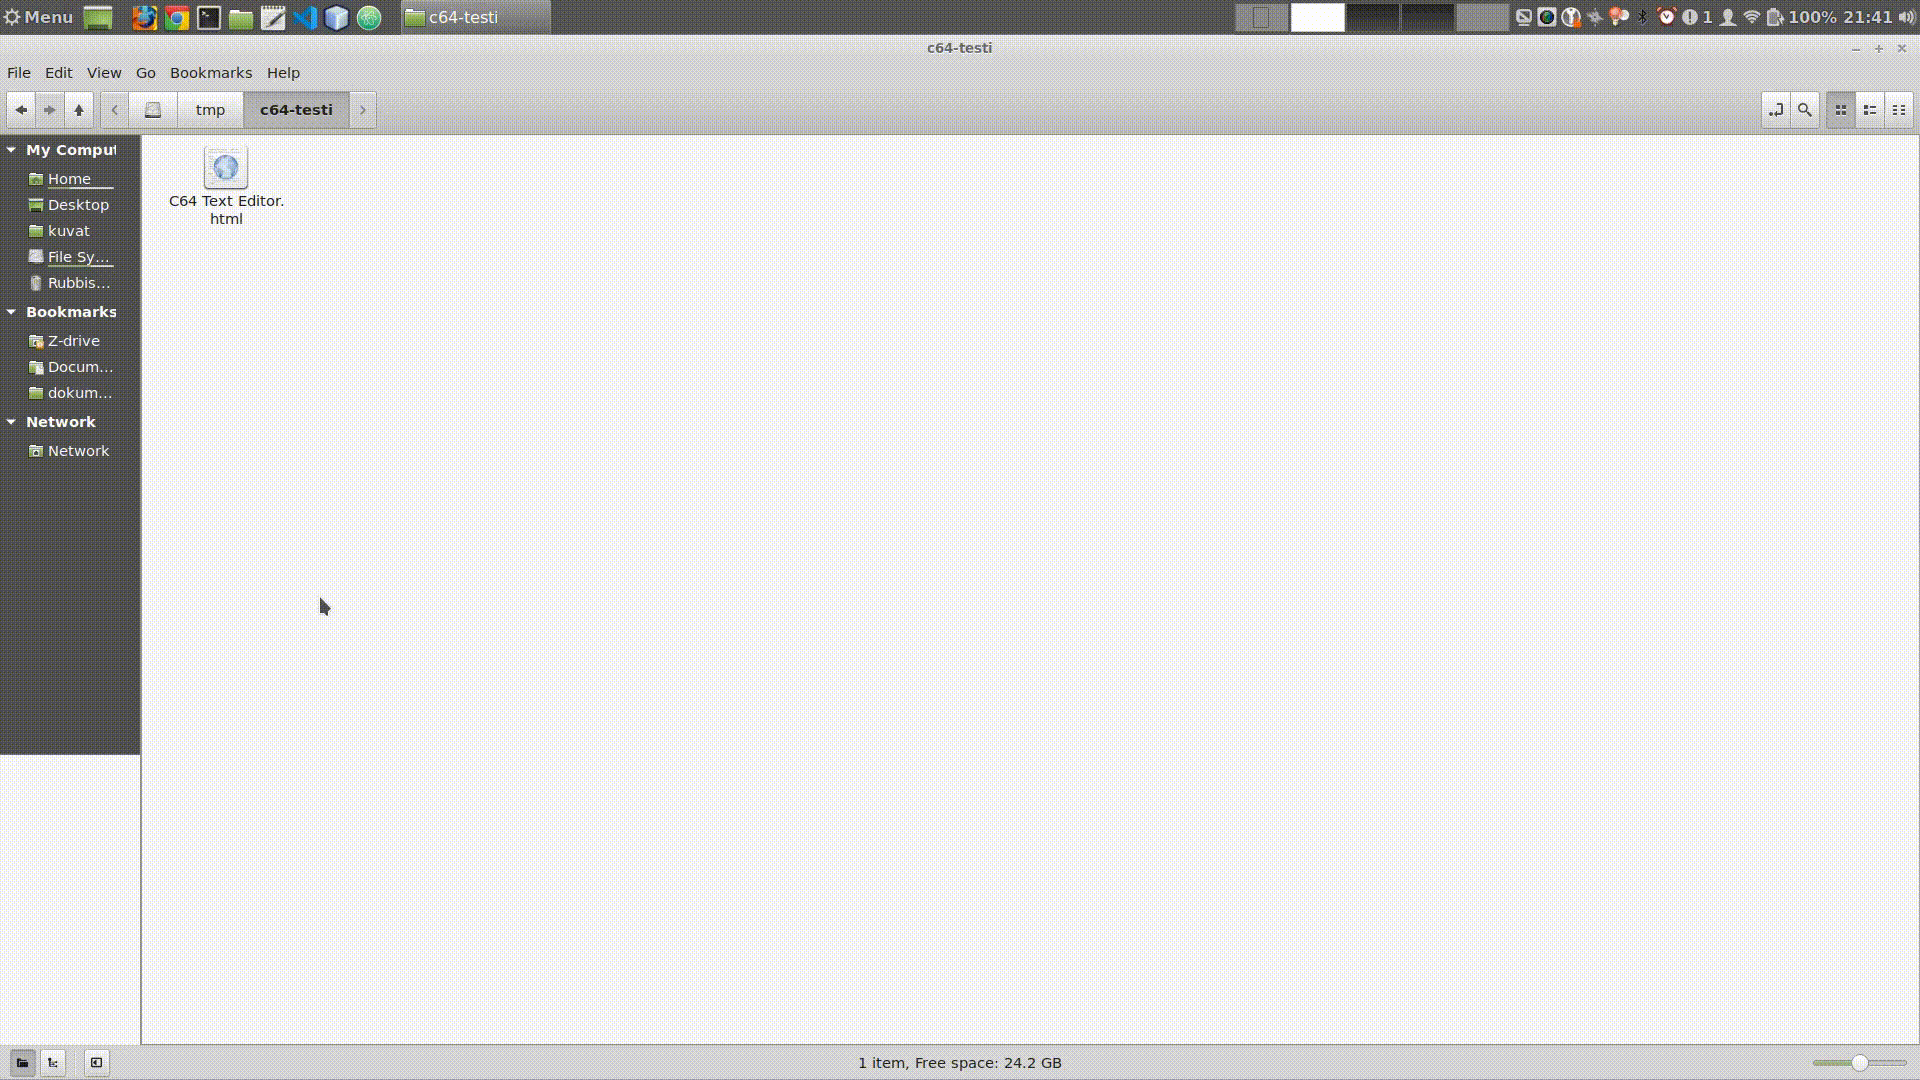 Menu
c64-testi
1
100% 21:41
c64-testi
File Edit View Go Bookmarks Help
tmp
c64-testi
My Comput
Home
Desktop
kuvat
File Sy...
Rubbis...
Bookmarks
Z-drive
Docum...
dokum...
Network
Network
C64 Text Editor.
html
1 item, Free space: 24.2 GB